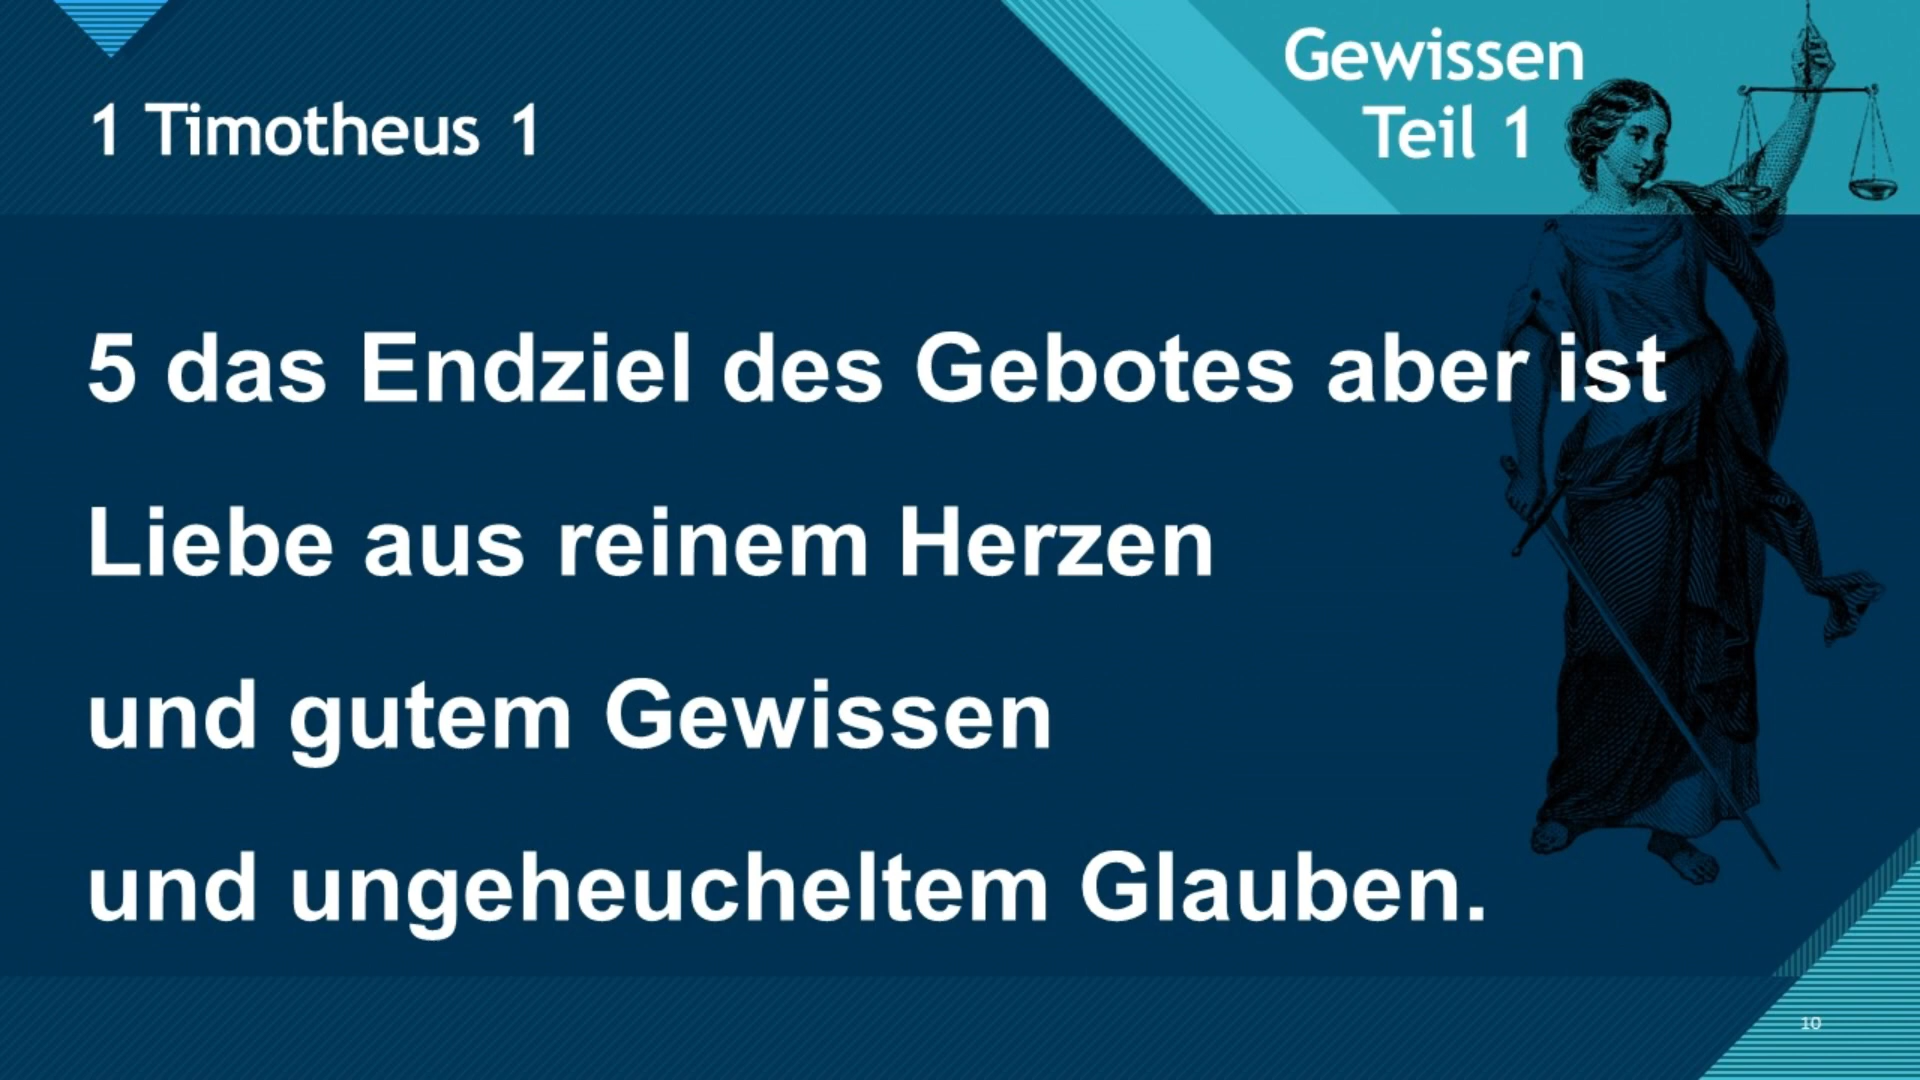 1 Timotheus 1
Gewissen
Teil 1
5 das Endziel des Gebotes aber ist
Liebe aus reinem Herzen
und gutem Gewissen
und ungeheucheltem Glauben.
10